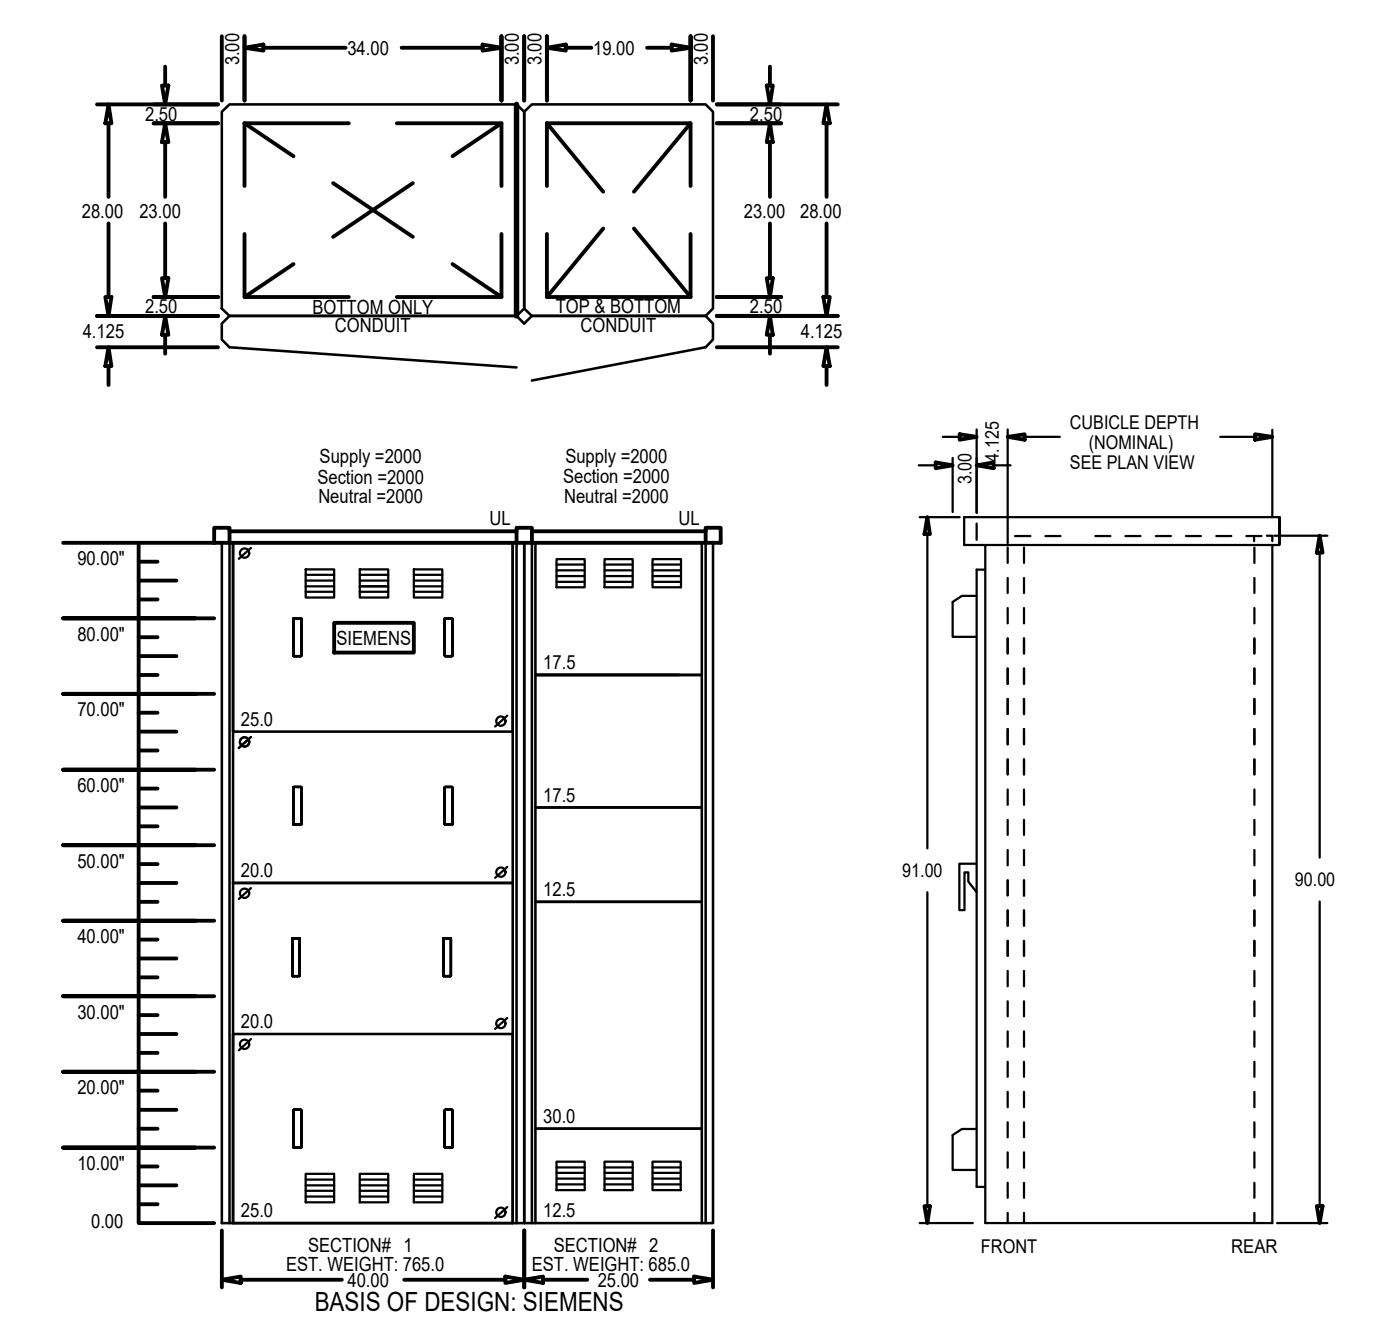 3.00 34.00 3.00 3.00 19.00 3.00
2.50 2.50
28.00 23.00 23.00 28.00
2.50 2.50
BOTTOM ONLY TOP & BOTTOM
CONDUIT CONDUIT
4.125 4.125
Supply =2000 Supply =2000
Section =2000 Section =2000
Neutral =2000 Neutral =2000
UL UL
4.125
3.00
CUBICLE DEPTH
(NOMINAL)
SEE PLAN VIEW
90.00"
80.00"
70.00"
60.00"
50.00"
40.00"
30.00"
20.00"
10.00"
0.00
SIEMENS
25.0
20.0
20.0
25.0
17.5
17.5
12.5
30.0
12.5
91.00
90.00
FRONT REAR
SECTION# 1 SECTION# 2
EST. WEIGHT: 765.0 EST. WEIGHT: 685.0
40.00 25.00
BASIS OF DESIGN: SIEMENS